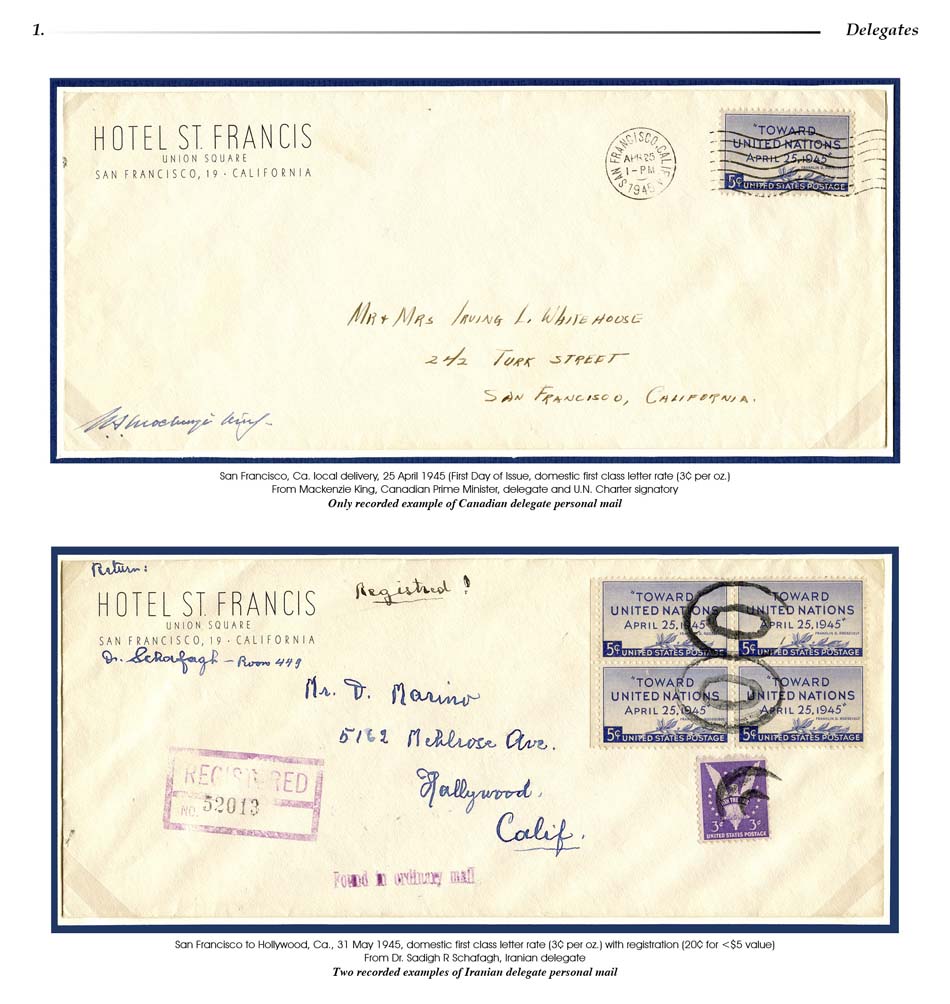 1.
Delegates
HOTEL ST. FRANCIS
UNION SQUARE
SAN FRANCISCO, 19 · CALIFORNIA
SAN FRANCISCO, CALIF.
APR 25
1 - PM
1945
"TOWARD
UNITED NATIONS
APRIL 25, 1945"
FRANKLIN D. ROOSEVELT
5¢ UNITED STATES POSTAGE
Mr & Mrs Irving L. Whitehouse
242 Turk Street
San Francisco, California.
W L Mackenzie King
San Francisco, Ca. local delivery, 25 April 1945 (First Day of Issue, domestic first class letter rate (3¢ per oz.)
From Mackenzie King, Canadian Prime Minister, delegate and U.N. Charter signatory
Only recorded example of Canadian delegate personal mail
Return:
HOTEL ST. FRANCIS
UNION SQUARE
SAN FRANCISCO, 19 · CALIFORNIA
Dr. Schafagh - Room 449
Registred !
"TOWARD
UNITED NATIONS
APRIL 25, 1945"
FRANKLIN D. ROOSEVELT
5¢ UNITED STATES POSTAGE
"TOWARD
UNITED NATIONS
APRIL 25, 1945"
FRANKLIN D. ROOSEVELT
5¢ UNITED STATES POSTAGE
"TOWARD
UNITED NATIONS
APRIL 25, 1945"
FRANKLIN D. ROOSEVELT
5¢ UNITED STATES POSTAGE
"TOWARD
UNITED NATIONS
APRIL 25, 1945"
FRANKLIN D. ROOSEVELT
5¢ UNITED STATES POSTAGE
3¢ 3¢
UNITED STATES POSTAGE
Mr. D. Marino
5162 Mehlrose Ave.
Hallywood.
Calif.
REGISTERED
NO. 52013
Found in ordinary mail
San Francisco to Hollywood, Ca., 31 May 1945, domestic first class letter rate (3¢ per oz.) with registration (20¢ for <$5 value)
From Dr. Sadigh R Schafagh, Iranian delegate
Two recorded examples of Iranian delegate personal mail